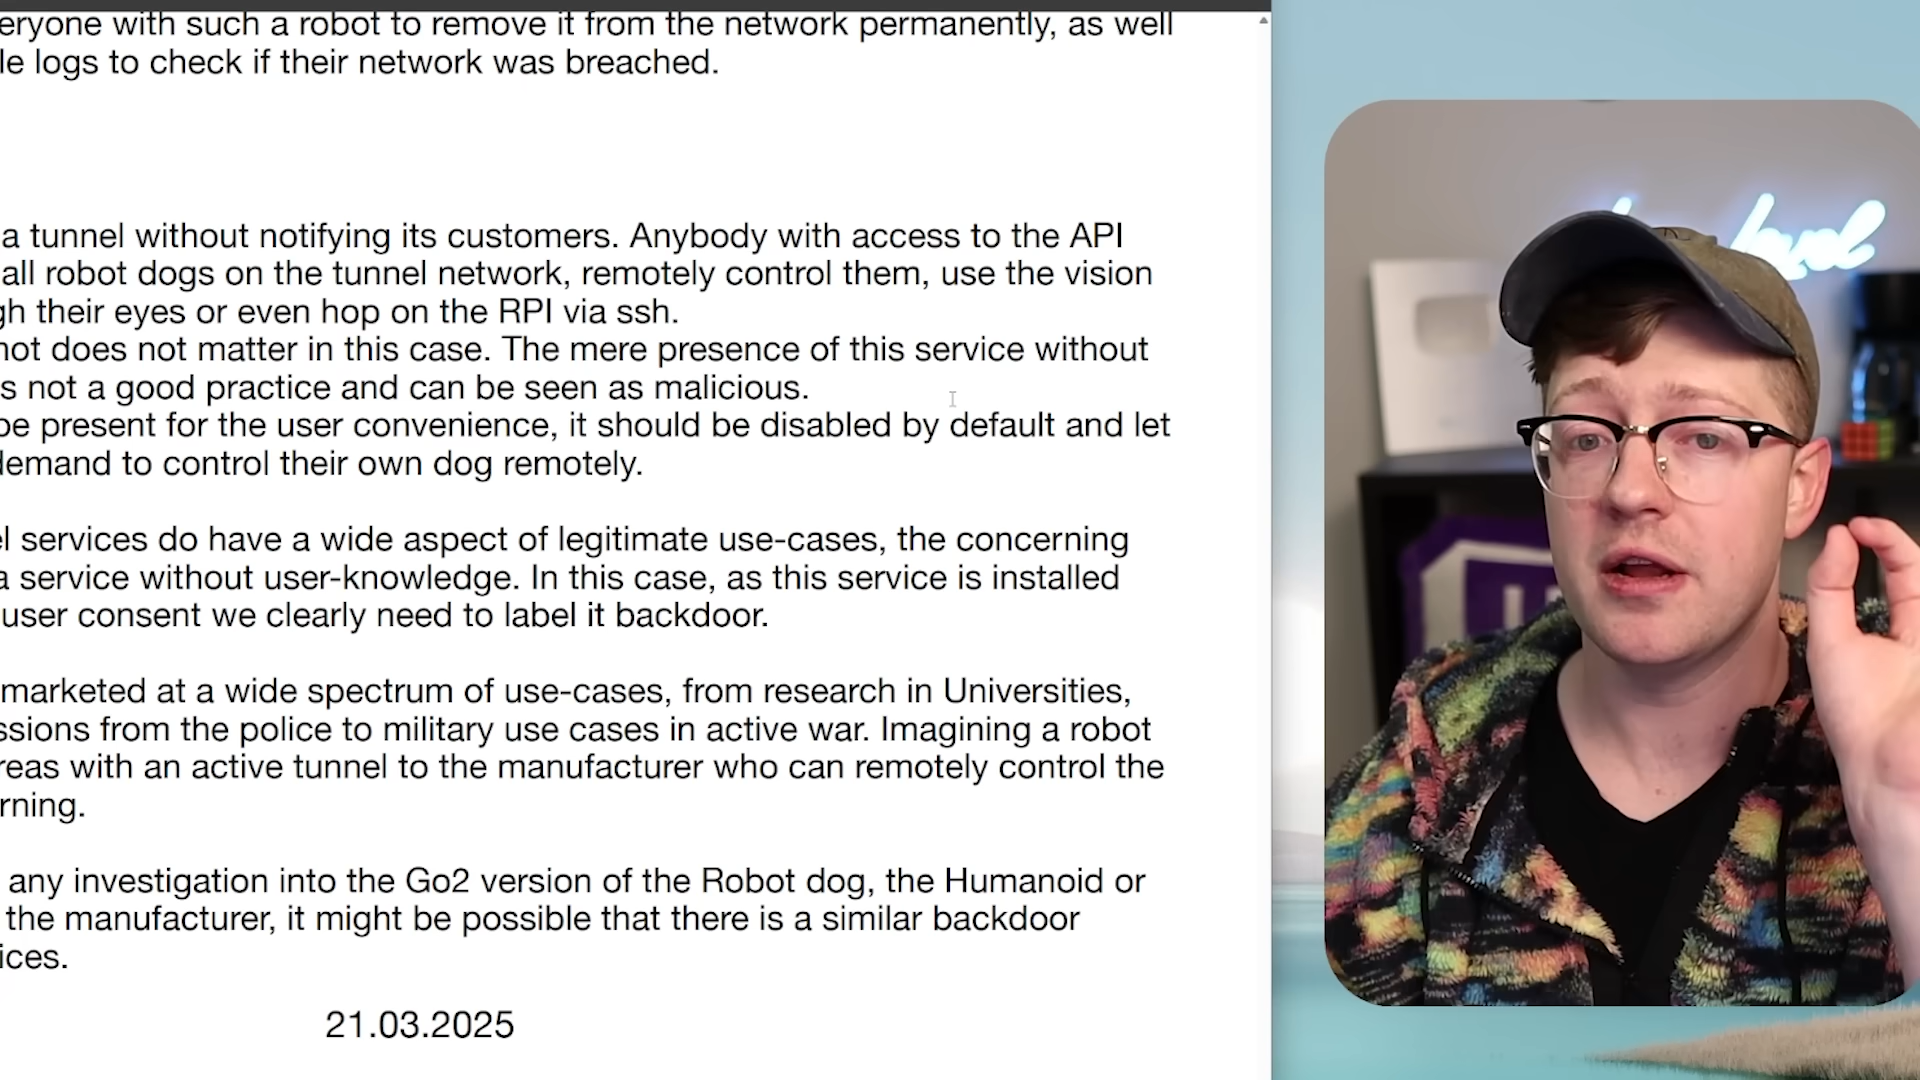 eryone with such a robot to remove it from the network permanently, as well
le logs to check if their network was breached.
a tunnel without notifying its customers. Anybody with access to the API
all robot dogs on the tunnel network, remotely control them, use the vision
gh their eyes or even hop on the RPI via ssh.
not does not matter in this case. The mere presence of this service without
s not a good practice and can be seen as malicious.
be present for the user convenience, it should be disabled by default and let
demand to control their own dog remotely.
el services do have a wide aspect of legitimate use-cases, the concerning
a service without user-knowledge. In this case, as this service is installed
user consent we clearly need to label it backdoor.
marketed at a wide spectrum of use-cases, from research in Universities,
ssions from the police to military use cases in active war. Imagining a robot
reas with an active tunnel to the manufacturer who can remotely control the
rning.
any investigation into the Go2 version of the Robot dog, the Humanoid or
the manufacturer, it might be possible that there is a similar backdoor
ices.
21.03.2025
level